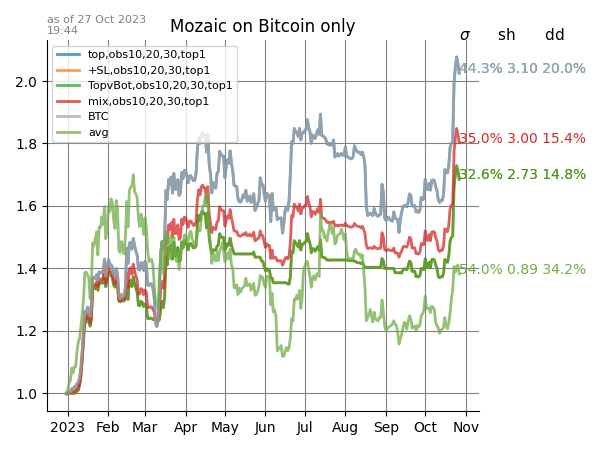 as of 27 Oct 2023
19:44
Mozaic on Bitcoin only
σ sh dd
top,obs10,20,30,top1
+SL,obs10,20,30,top1
TopvBot,obs10,20,30,top1
mix,obs10,20,30,top1
BTC
avg
44.3% 3.10 20.0%
35.0% 3.00 15.4%
32.6% 2.73 14.8%
54.0% 0.89 34.2%
2.0
1.8
1.6
1.4
1.2
1.0
2023 Feb Mar Apr May Jun Jul Aug Sep Oct Nov